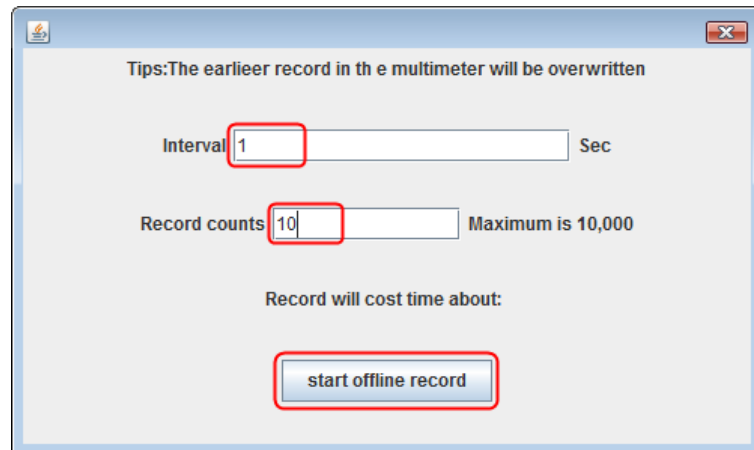 Tips:The earlieer record in th e multimeter will be overwritten
Interval 1 Sec
Record counts 10 Maximum is 10,000
Record will cost time about:
start offline record